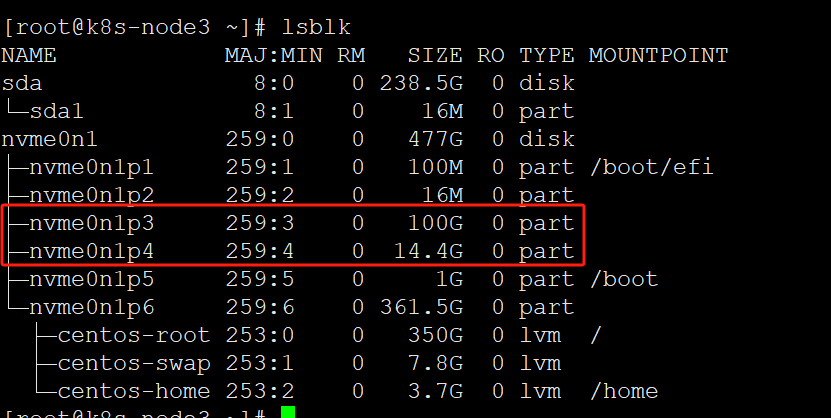 [root@k8s-node3 ~]# lsblk
NAME            MAJ:MIN RM   SIZE RO TYPE MOUNTPOINT
sda               8:0    0 238.5G  0 disk
└─sda1            8:1    0    16M  0 part
nvme0n1         259:0    0   477G  0 disk
├─nvme0n1p1     259:1    0   100M  0 part /boot/efi
├─nvme0n1p2     259:2    0    16M  0 part
├─nvme0n1p3     259:3    0   100G  0 part
├─nvme0n1p4     259:4    0  14.4G  0 part
├─nvme0n1p5     259:5    0     1G  0 part /boot
└─nvme0n1p6     259:6    0 361.5G  0 part
  ├─centos-root 253:0    0   350G  0 lvm  /
  ├─centos-swap 253:1    0   7.8G  0 lvm
  └─centos-home 253:2    0   3.7G  0 lvm  /home
[root@k8s-node3 ~]#